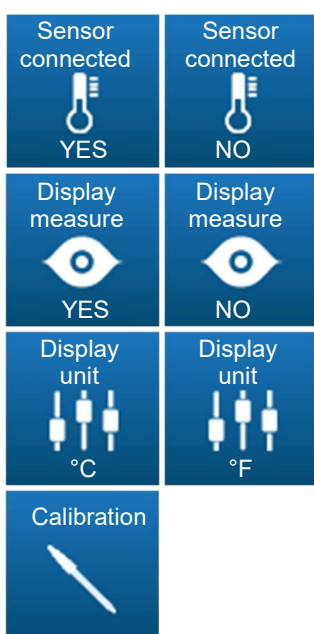 Sensor
connected
YES
Sensor
connected
NO
Display
measure
YES
Display
measure
NO
Display
unit
°C
Display
unit
°F
Calibration